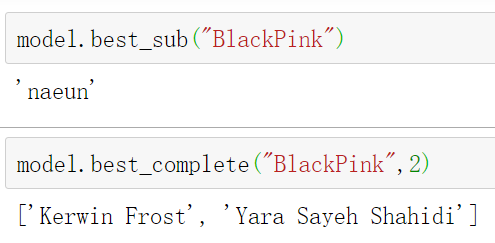 model.best_sub("BlackPink")
'naeun'
model.best_complete("BlackPink",2)
['Kerwin Frost', 'Yara Sayeh Shahidi']